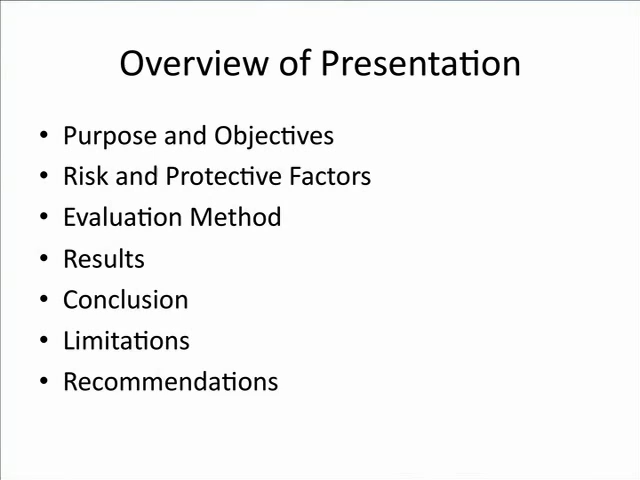 Overview of Presentation
• Purpose and Objectives
• Risk and Protective Factors
• Evaluation Method
• Results
• Conclusion
• Limitations
• Recommendations